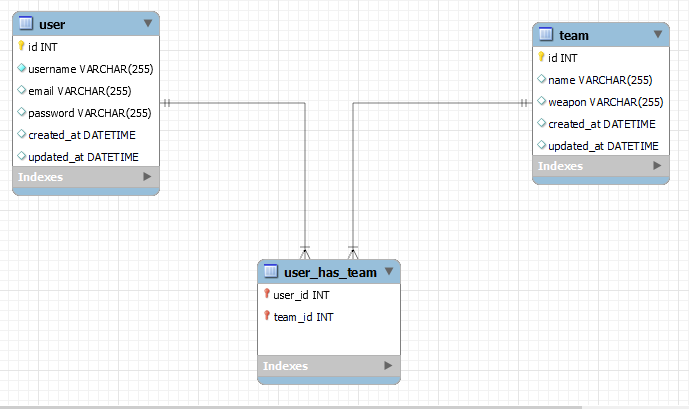 user
id INT
username VARCHAR(255)
email VARCHAR(255)
password VARCHAR(255)
created_at DATETIME
updated_at DATETIME
Indexes
team
id INT
name VARCHAR(255)
weapon VARCHAR(255)
created_at DATETIME
updated_at DATETIME
Indexes
user_has_team
user_id INT
team_id INT
Indexes